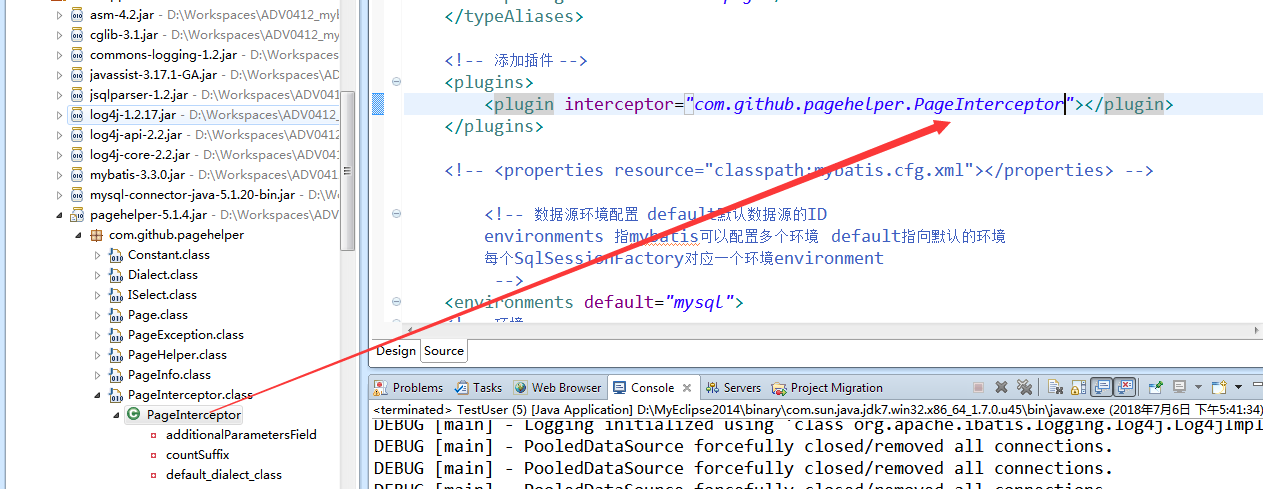 asm-4.2.jar - D:\Workspaces\ADV0412_myb
cglib-3.1.jar - D:\Workspaces\ADV0412_my
commons-logging-1.2.jar - D:\Workspaces
javassist-3.17.1-GA.jar - D:\Workspaces\A
jsqlparser-1.2.jar - D:\Workspaces\ADV041
log4j-1.2.17.jar - D:\Workspaces\ADV0412_
log4j-api-2.2.jar - D:\Workspaces\ADV0412
log4j-core-2.2.jar - D:\Workspaces\ADV041
mybatis-3.3.0.jar - D:\Workspaces\ADV041
mysql-connector-java-5.1.20-bin.jar - D:\W
pagehelper-5.1.4.jar - D:\Workspaces\ADV
com.github.pagehelper
Constant.class
Dialect.class
ISelect.class
Page.class
PageException.class
PageHelper.class
PageInfo.class
PageInterceptor.class
PageInterceptor
additionalParametersField
countSuffix
default_dialect_class
</typeAliases>
<!-- 添加插件 -->
<plugins>
<plugin interceptor="com.github.pagehelper.PageInterceptor"></plugin>
</plugins>
<!-- <properties resource="classpath:mybatis.cfg.xml"></properties> -->
<!-- 数据源环境配置 default默认数据源的ID
environments 指mybatis可以配置多个环境 default指向默认的环境
每个SqlSessionFactory对应一个环境environment
-->
<environments default="mysql">
Design Source
Problems Tasks Web Browser Console Servers Project Migration
<terminated> TestUser (5) [Java Application] D:\MyEclipse2014\binary\com.sun.java.jdk7.win32.x86_64_1.7.0.u45\bin\javaw.exe (2018年7月6日 下午5:41:34)
DEBUG [main] - Logging initialized using 'class org.apache.ibatis.logging.log4j.Log4jImpl
DEBUG [main] - PooledDataSource forcefully closed/removed all connections.
DEBUG [main] - PooledDataSource forcefully closed/removed all connections.
DEBUG [main] - PooledDataSource forcefully closed/removed all connections.